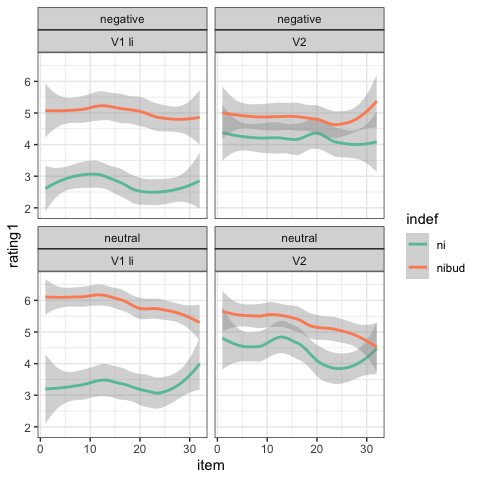 negative negative
V1 li V2
6
5
4
3
2
neutral neutral
V1 li V2
6
5
4
3
2
0 10 20 30 0 10 20 30
item
rating1
indef
ni
nibud